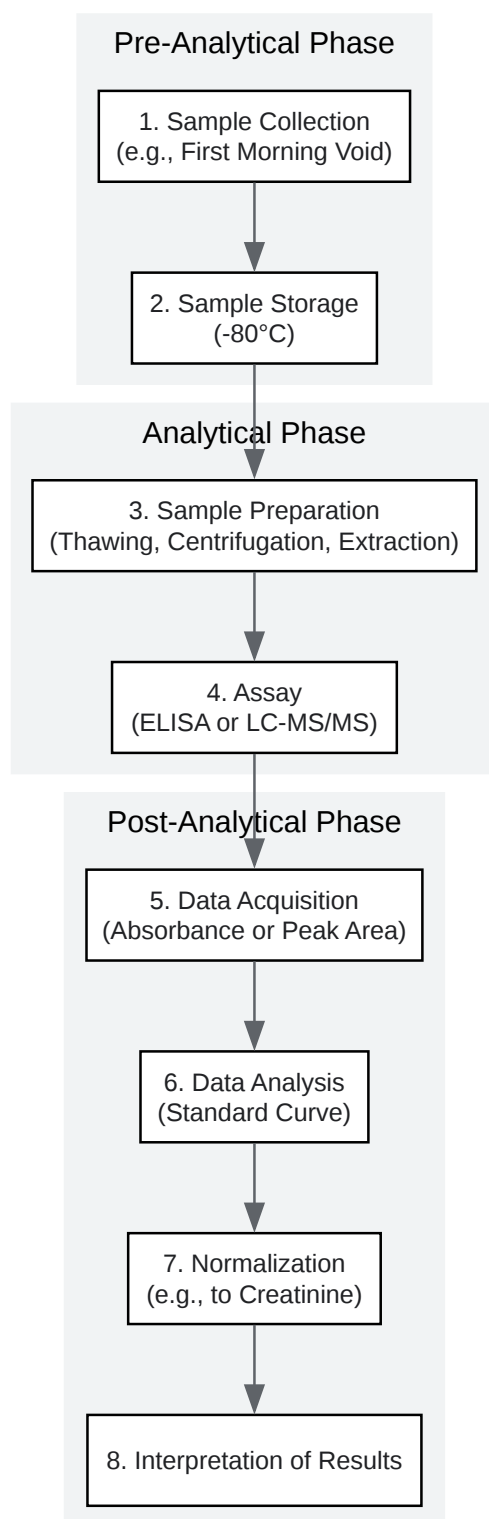 Pre-Analytical Phase
1. Sample Collection
(e.g., First Morning Void)
2. Sample Storage
(-80°C)
Analytical Phase
3. Sample Preparation
(Thawing, Centrifugation, Extraction)
4. Assay
(ELISA or LC-MS/MS)
Post-Analytical Phase
5. Data Acquisition
(Absorbance or Peak Area)
6. Data Analysis
(Standard Curve)
7. Normalization
(e.g., to Creatinine)
8. Interpretation of Results